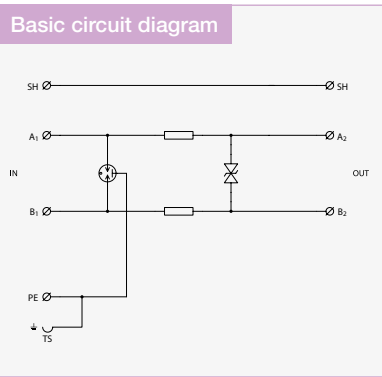 Basic circuit diagram
SH SH
A₁ A₂
IN OUT
B₁ B₂
PE
TS